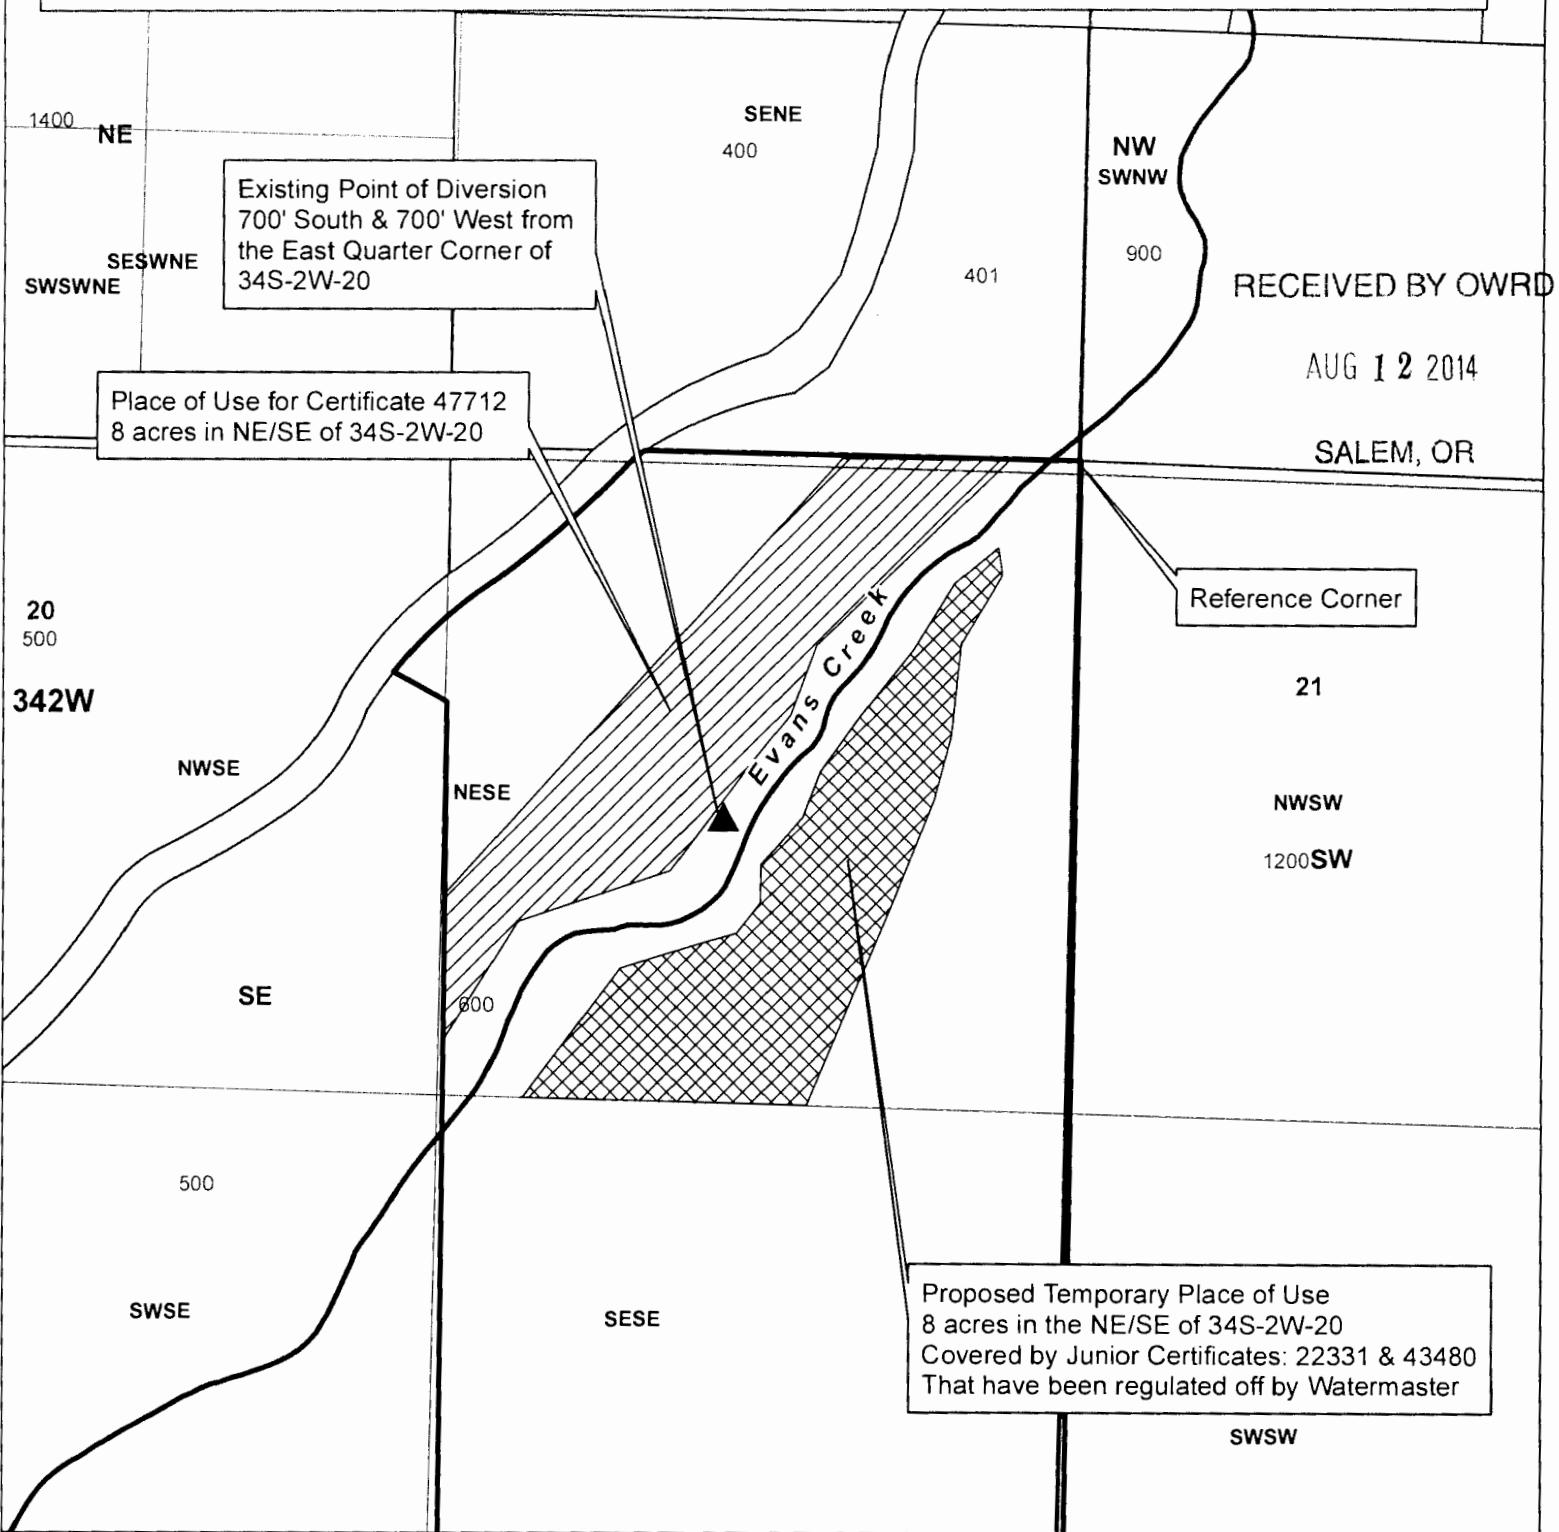 SENE
1400
NE
400
NW
SWNW
Existing Point of Diversion
700' South & 700' West from
the East Quarter Corner of
34S-2W-20
900
SESWNE
SWSWNE
401
RECEIVED BY OWRD
AUG 12 2014
SALEM, OR
Place of Use for Certificate 47712
8 acres in NE/SE of 34S-2W-20
Reference Corner
20
500
342W
21
Evans Creek
NWSE
NESE
NWSW
1200 SW
SE
600
500
SWSE
SESE
Proposed Temporary Place of Use
8 acres in the NE/SE of 34S-2W-20
Covered by Junior Certificates: 22331 & 43480
That have been regulated off by Watermaster
SWSW